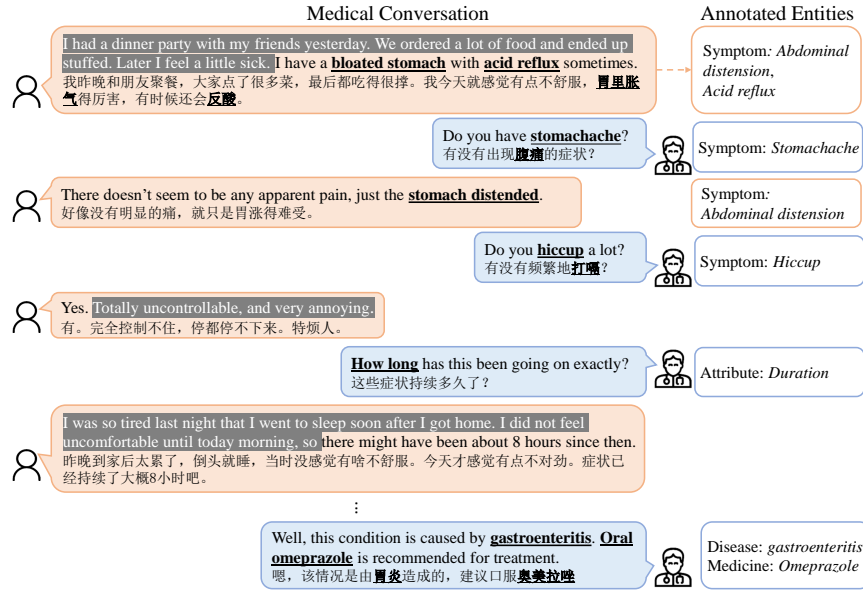 Medical Conversation
Annotated Entities
I had a dinner party with my friends yesterday. We ordered a lot of food and ended up
stuffed. Later I feel a little sick. I have a bloated stomach with acid reflux sometimes.
我昨晚和朋友聚餐，大家点了很多菜，最后都吃得很撑。我今天就感觉有点不舒服，胃里胀
气得厉害，有时候还会反酸。
Symptom: Abdominal
distension,
Acid reflux
Do you have stomachache?
有没有出现腹痛的症状？
Symptom: Stomachache
There doesn't seem to be any apparent pain, just the stomach distended.
好像没有明显的痛，就只是胃涨得难受。
Symptom:
Abdominal distension
Do you hiccup a lot?
有没有频繁地打嗝？
Symptom: Hiccup
Yes. Totally uncontrollable, and very annoying.
有。完全控制不住，停都停不下来。特烦人。
How long has this been going on exactly?
这些症状持续多久了？
Attribute: Duration
I was so tired last night that I went to sleep soon after I got home. I did not feel
uncomfortable until today morning, so there might have been about 8 hours since then.
昨晚到家后太累了，倒头就睡，当时没感觉有啥不舒服。今天才感觉有点不对劲。症状已
经持续了大概8小时吧。
⋮
Well, this condition is caused by gastroenteritis. Oral
omeprazole is recommended for treatment.
嗯，该情况是由胃炎造成的，建议口服奥美拉唑
Disease: gastroenteritis
Medicine: Omeprazole